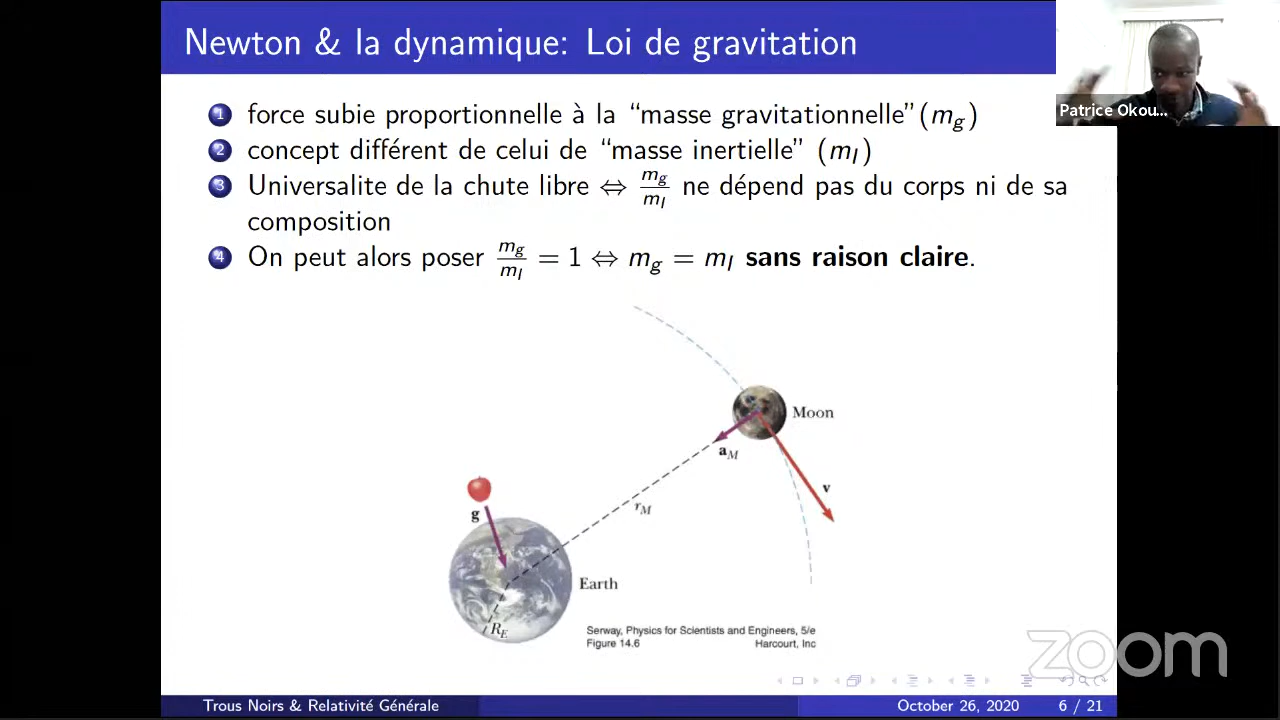 Newton & la dynamique: Loi de gravitation
Patrice Okou...
1 force subie proportionnelle à la “masse gravitationnelle”(m_g)
2 concept différent de celui de “masse inertielle” (m_I)
3 Universalite de la chute libre ⇔ m_g/m_I ne dépend pas du corps ni de sa
composition
4 On peut alors poser m_g/m_I = 1 ⇔ m_g = m_I sans raison claire.
Moon
a_M
v
r_M
g
Earth
R_E
Serway, Physics for Scientists and Engineers, 5/e
Figure 14.6 Harcourt, Inc
zoom
Trous Noirs & Relativité Générale October 26, 2020 6 / 21